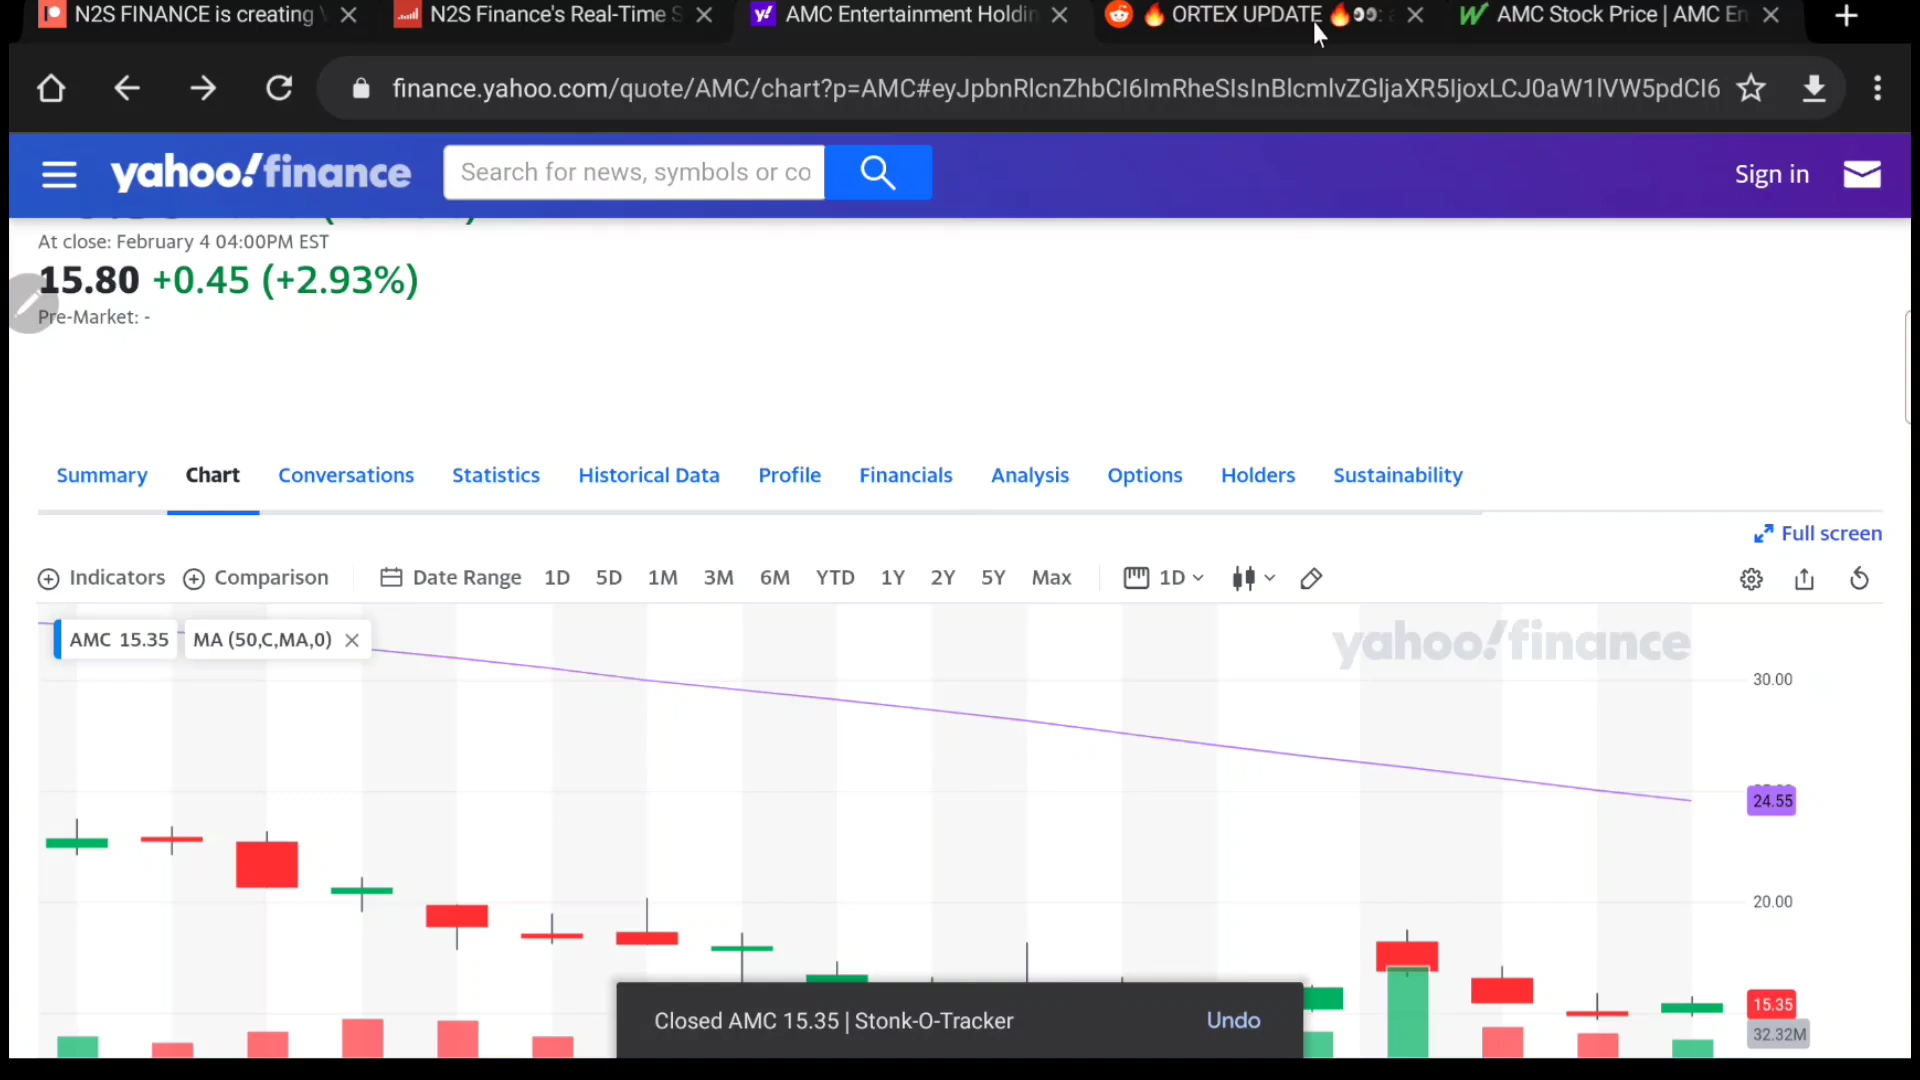 N2S FINANCE is creating
N2S Finance's Real-Time S
AMC Entertainment Holdin
🔥 ORTEX UPDATE 🔥👀: a
AMC Stock Price | AMC En
finance.yahoo.com/quote/AMC/chart?p=AMC#eyJpbnRlcnZhbCI6ImRheSIsInBlcmlvZGljaXR5IjoxLCJ0aW1lVW5pdCI6
yahoo!finance
Search for news, symbols or co
Sign in
At close: February 4 04:00PM EST
15.80 +0.45 (+2.93%)
Pre-Market: -
Summary Chart Conversations Statistics Historical Data Profile Financials Analysis Options Holders Sustainability
Full screen
Indicators Comparison Date Range 1D 5D 1M 3M 6M YTD 1Y 2Y 5Y Max 1D
AMC 15.35 MA (50,C,MA,0)
yahoo!finance
30.00
24.55
20.00
15.35
Closed AMC 15.35 | Stonk-O-Tracker Undo
32.32M